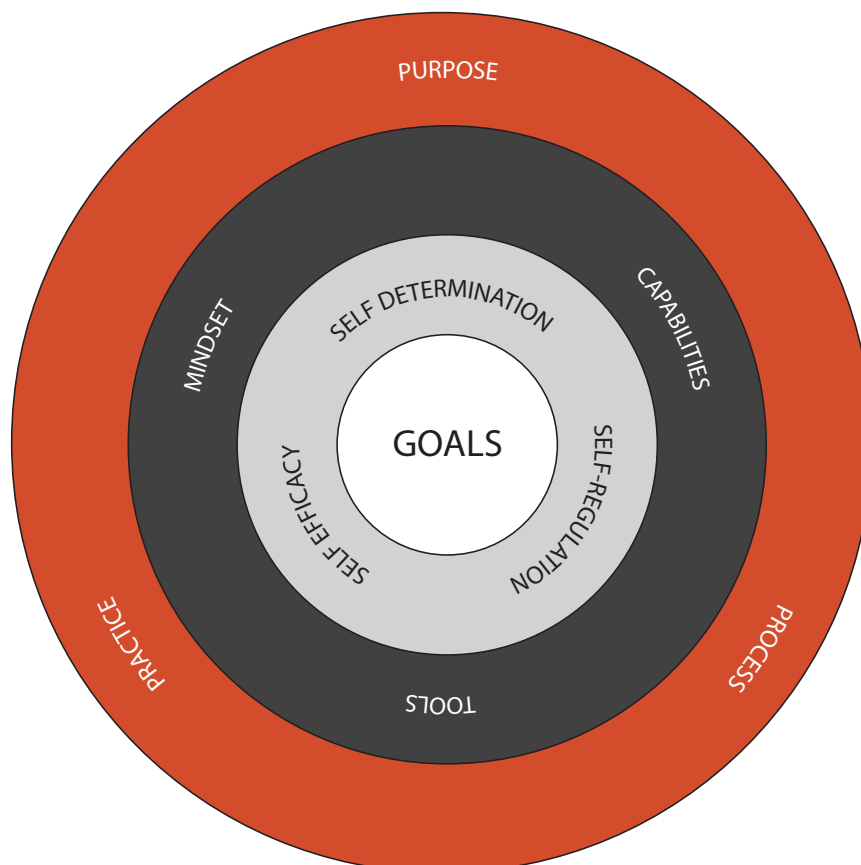 PURPOSE
CAPABILITIES
MINDSET
SELF DETERMINATION
GOALS
SELF EFFICACY
SELF-REGULATION
PRACTICE
PROCESS
TOOLS